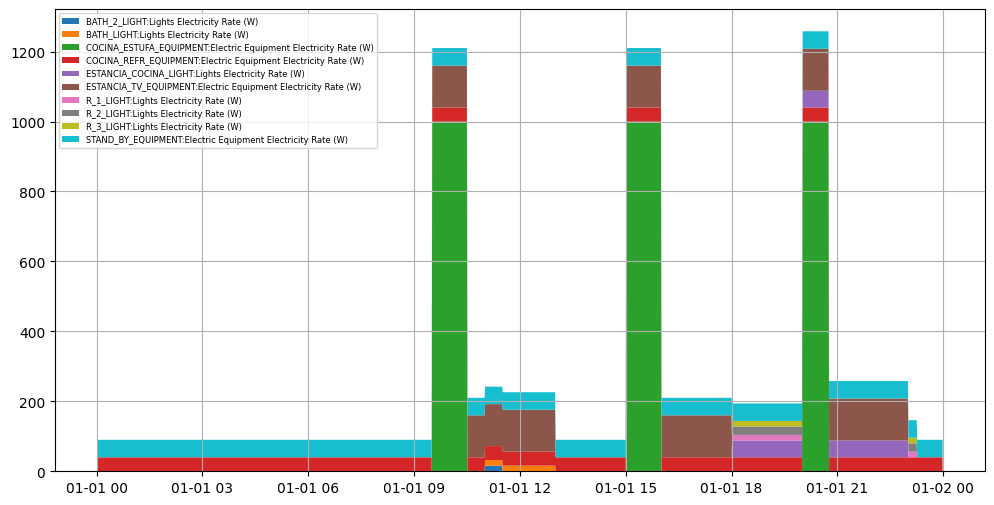 BATH_2_LIGHT:Lights Electricity Rate (W)
BATH_LIGHT:Lights Electricity Rate (W)
COCINA_ESTUFA_EQUIPMENT:Electric Equipment Electricity Rate (W)
COCINA_REFR_EQUIPMENT:Electric Equipment Electricity Rate (W)
ESTANCIA_COCINA_LIGHT:Lights Electricity Rate (W)
ESTANCIA_TV_EQUIPMENT:Electric Equipment Electricity Rate (W)
R_1_LIGHT:Lights Electricity Rate (W)
R_2_LIGHT:Lights Electricity Rate (W)
R_3_LIGHT:Lights Electricity Rate (W)
STAND_BY_EQUIPMENT:Electric Equipment Electricity Rate (W)
1200
1000
800
600
400
200
0
01-01 00 01-01 03 01-01 06 01-01 09 01-01 12 01-01 15 01-01 18 01-01 21 01-02 00